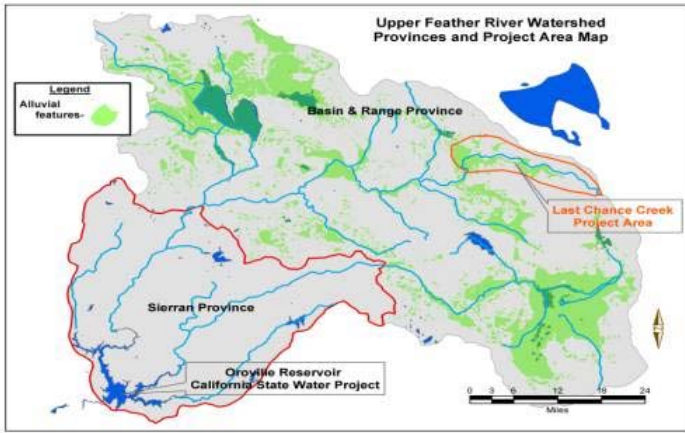 Upper Feather River Watershed
Provinces and Project Area Map
Legend
Alluvial
features-
Basin & Range Province
Last Chance Creek
Project Area
Sierran Province
Oroville Reservoir
California State Water Project
N
0 3 6 12 18 24
Miles